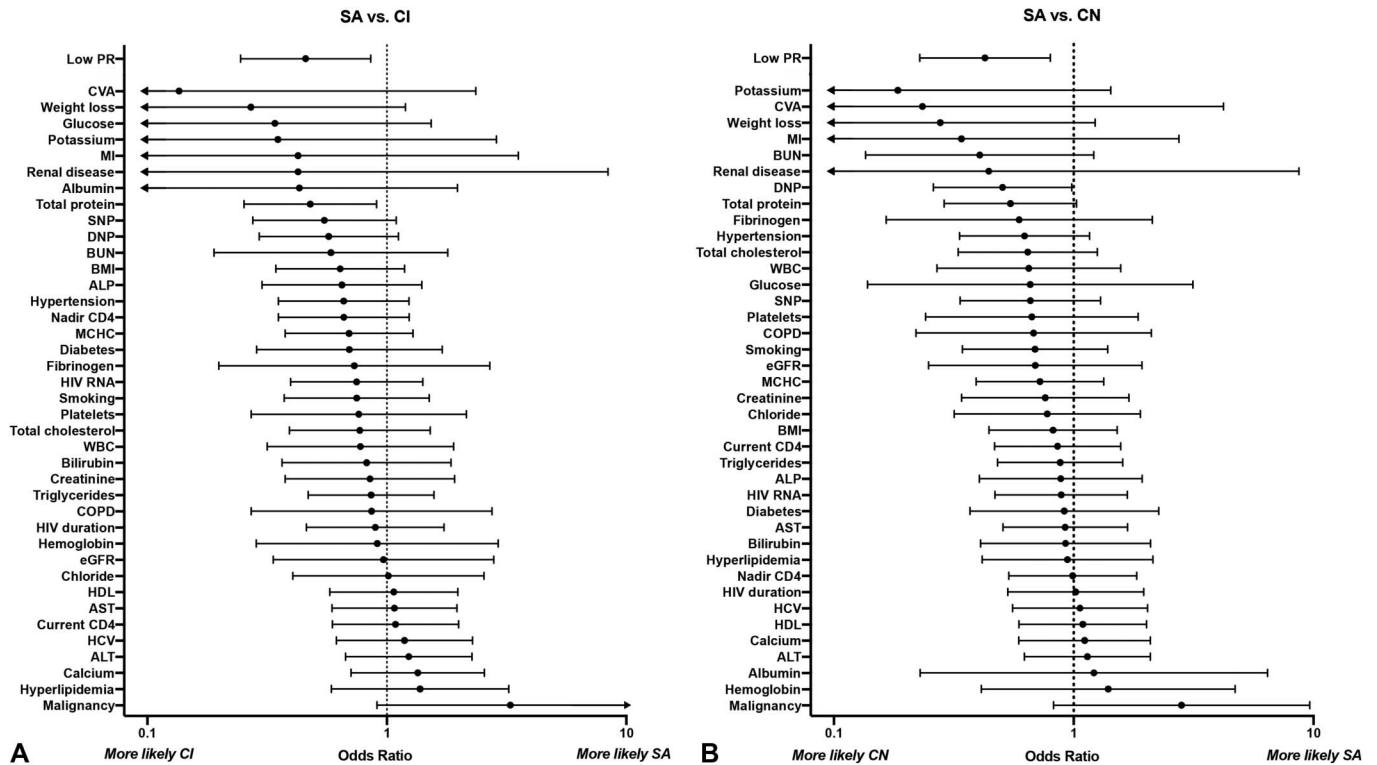 SA vs. CI
Low PR
CVA
Weight loss
Glucose
Potassium
MI
Renal disease
Albumin
Total protein
SNP
DNP
BUN
BMI
ALP
Hypertension
Nadir CD4
MCHC
Diabetes
Fibrinogen
HIV RNA
Smoking
Platelets
Total cholesterol
WBC
Bilirubin
Creatinine
Triglycerides
COPD
HIV duration
Hemoglobin
eGFR
Chloride
HDL
AST
Current CD4
HCV
ALT
Calcium
Hyperlipidemia
Malignancy
0.1 1 10
A More likely CI Odds Ratio More likely SA
SA vs. CN
Low PR
Potassium
CVA
Weight loss
MI
BUN
Renal disease
DNP
Total protein
Fibrinogen
Hypertension
Total cholesterol
WBC
Glucose
SNP
Platelets
COPD
Smoking
eGFR
MCHC
Creatinine
Chloride
BMI
Current CD4
Triglycerides
ALP
HIV RNA
Diabetes
AST
Bilirubin
Hyperlipidemia
Nadir CD4
HIV duration
HCV
HDL
Calcium
ALT
Albumin
Hemoglobin
Malignancy
0.1 1 10
B More likely CN Odds Ratio More likely SA